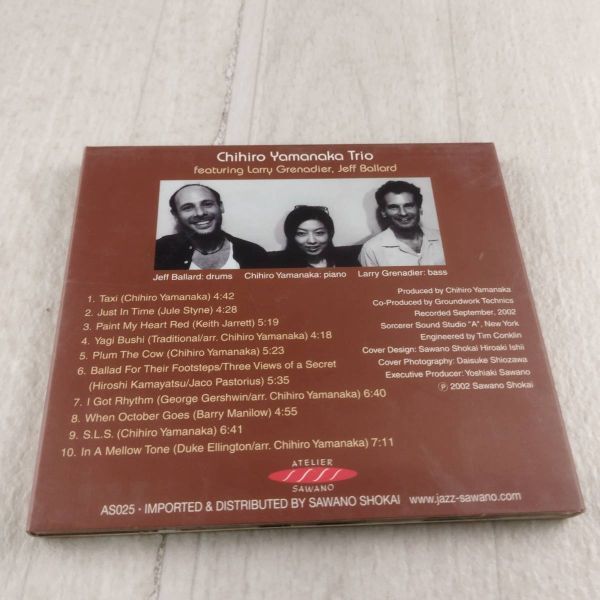 Chihiro Yamanaka Trio
featuring Larry Grenadier, Jeff Ballard
Jeff Ballard: drums Chihiro Yamanaka: piano Larry Grenadier: bass
1. Taxi (Chihiro Yamanaka) 4:42
2. Just In Time (Jule Styne) 4:28
3. Paint My Heart Red (Keith Jarrett) 5:19
4. Yagi Bushi (Traditional/arr. Chihiro Yamanaka) 4:18
5. Plum The Cow (Chihiro Yamanaka) 5:23
6. Ballad For Their Footsteps/Three Views of a Secret
(Hiroshi Kamayatsu/Jaco Pastorius) 5:35
7. I Got Rhythm (George Gershwin/arr. Chihiro Yamanaka) 6:40
8. When October Goes (Barry Manilow) 4:55
9. S.L.S. (Chihiro Yamanaka) 6:41
10. In A Mellow Tone (Duke Ellington/arr. Chihiro Yamanaka) 7:11
Produced by Chihiro Yamanaka
Co-Produced by Groundwork Technics
Recorded September, 2002
Sorcerer Sound Studio "A", New York
Engineered by Tim Conklin
Cover Design: Sawano Shokai Hiroaki Ishii
Cover Photography: Daisuke Shiozawa
Executive Producer: Yoshiaki Sawano
℗ 2002 Sawano Shokai
ATELIER
SAWANO
AS025 · IMPORTED & DISTRIBUTED BY SAWANO SHOKAI www.jazz-sawano.com